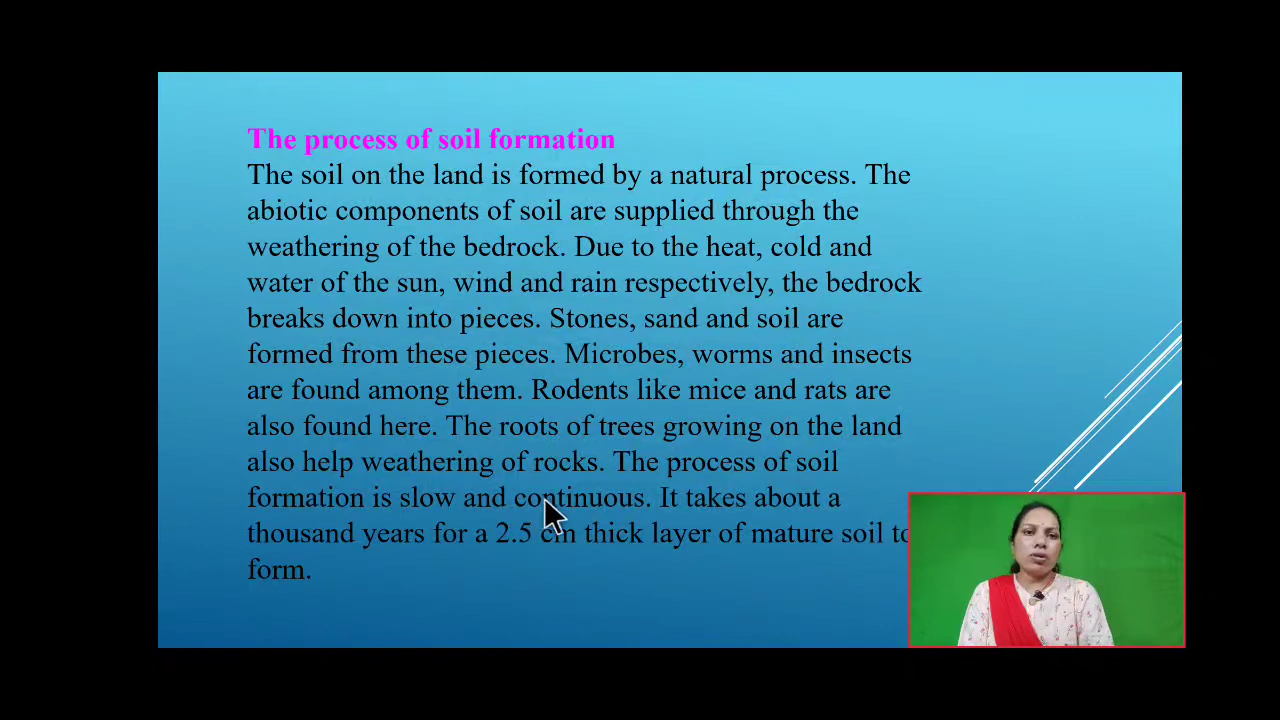 The process of soil formation
The soil on the land is formed by a natural process. The
abiotic components of soil are supplied through the
weathering of the bedrock. Due to the heat, cold and
water of the sun, wind and rain respectively, the bedrock
breaks down into pieces. Stones, sand and soil are
formed from these pieces. Microbes, worms and insects
are found among them. Rodents like mice and rats are
also found here. The roots of trees growing on the land
also help weathering of rocks. The process of soil
formation is slow and continuous. It takes about a
thousand years for a 2.5 cm thick layer of mature soil to
form.